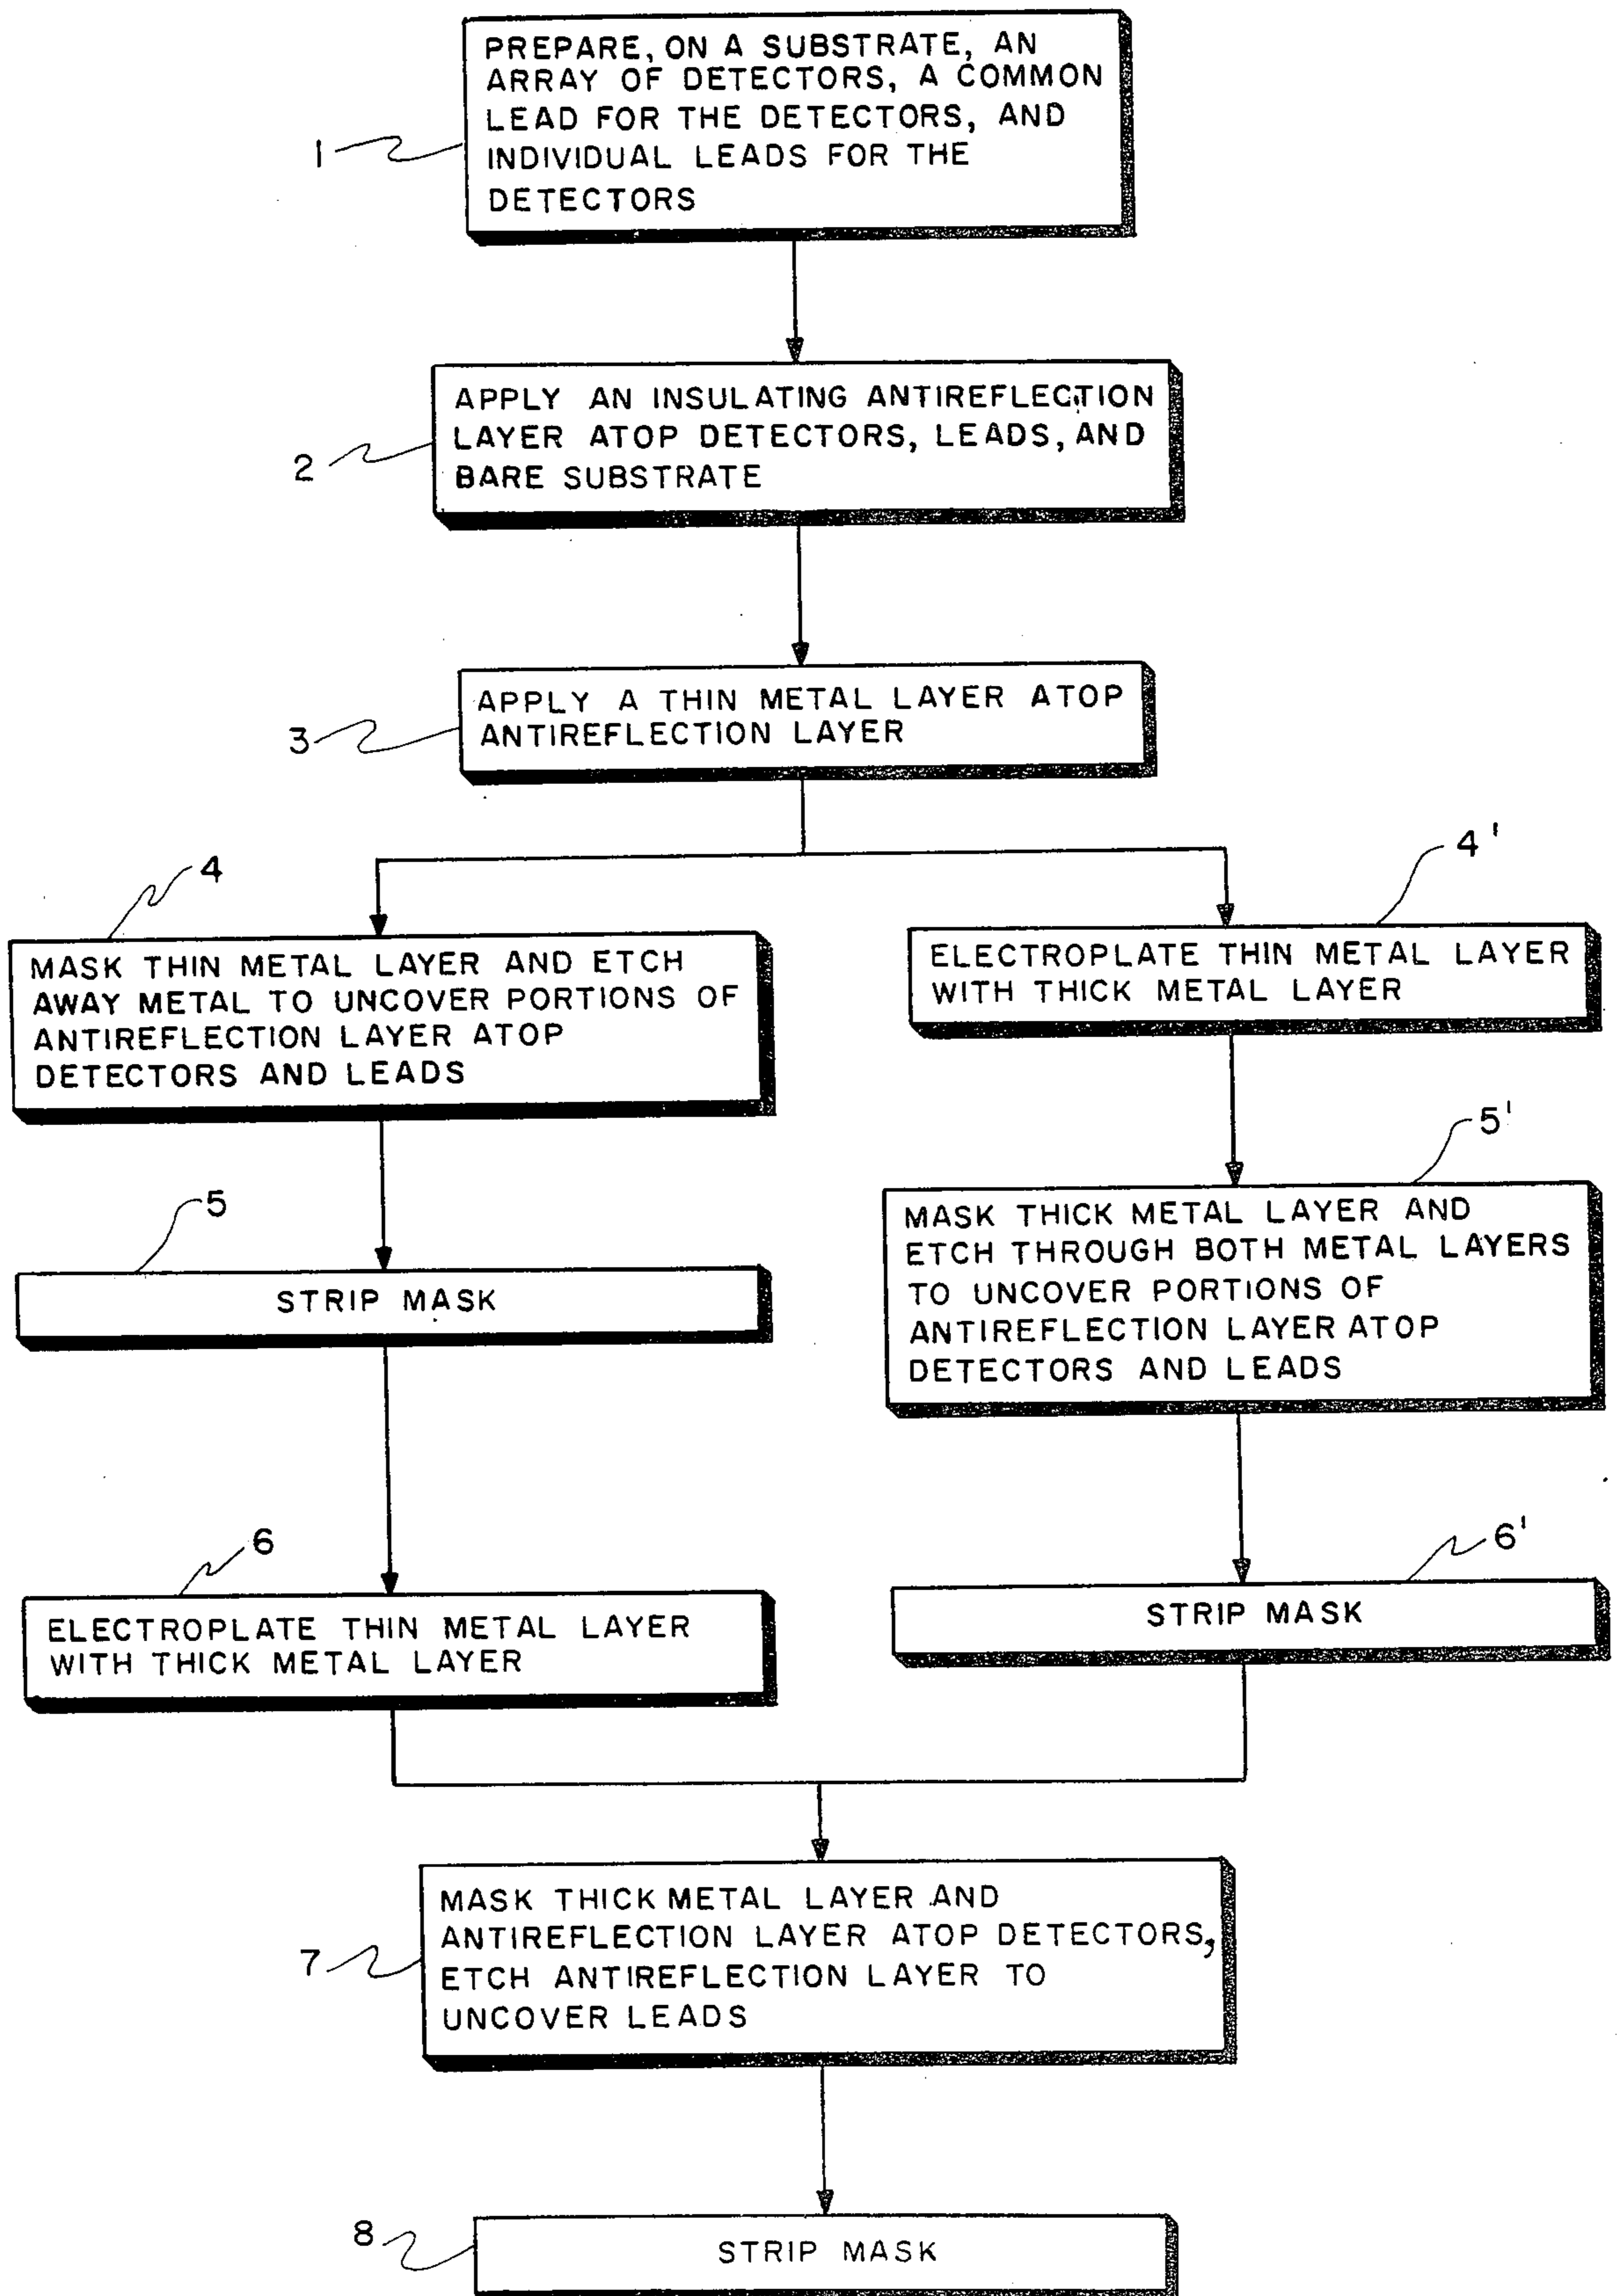 PREPARE, ON A SUBSTRATE, AN
ARRAY OF DETECTORS, A COMMON
LEAD FOR THE DETECTORS, AND
INDIVIDUAL LEADS FOR THE
DETECTORS
1
APPLY AN INSULATING ANTIREFLECTION
LAYER ATOP DETECTORS, LEADS, AND
BARE SUBSTRATE
2
APPLY A THIN METAL LAYER ATOP
ANTIREFLECTION LAYER
3
4
MASK THIN METAL LAYER AND ETCH
AWAY METAL TO UNCOVER PORTIONS OF
ANTIREFLECTION LAYER ATOP
DETECTORS AND LEADS
5
STRIP MASK
6
ELECTROPLATE THIN METAL LAYER
WITH THICK METAL LAYER
4'
ELECTROPLATE THIN METAL LAYER
WITH THICK METAL LAYER
5'
MASK THICK METAL LAYER AND
ETCH THROUGH BOTH METAL LAYERS
TO UNCOVER PORTIONS OF
ANTIREFLECTION LAYER ATOP
DETECTORS AND LEADS
6'
STRIP MASK
MASK THICK METAL LAYER AND
ANTIREFLECTION LAYER ATOP DETECTORS,
ETCH ANTIREFLECTION LAYER TO
UNCOVER LEADS
7
8
STRIP MASK